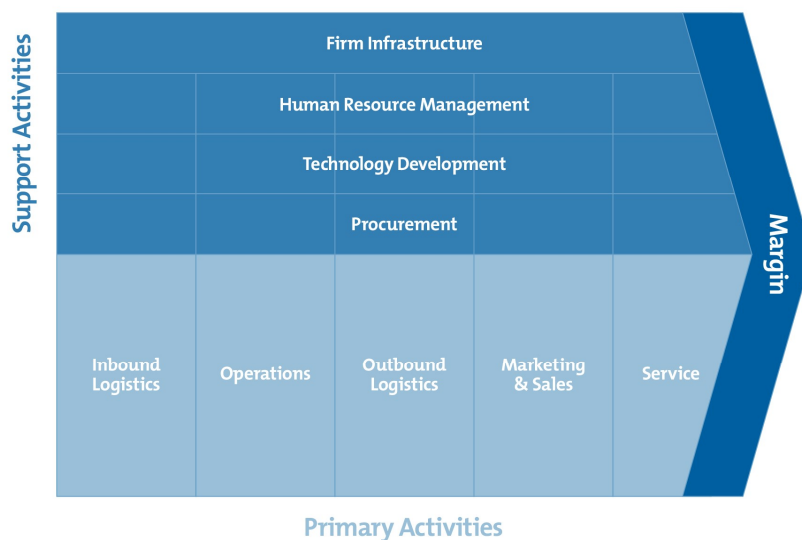 Support Activities
Firm Infrastructure
Human Resource Management
Technology Development
Procurement
Margin
Inbound
Logistics
Operations
Outbound
Logistics
Marketing
& Sales
Service
Primary Activities